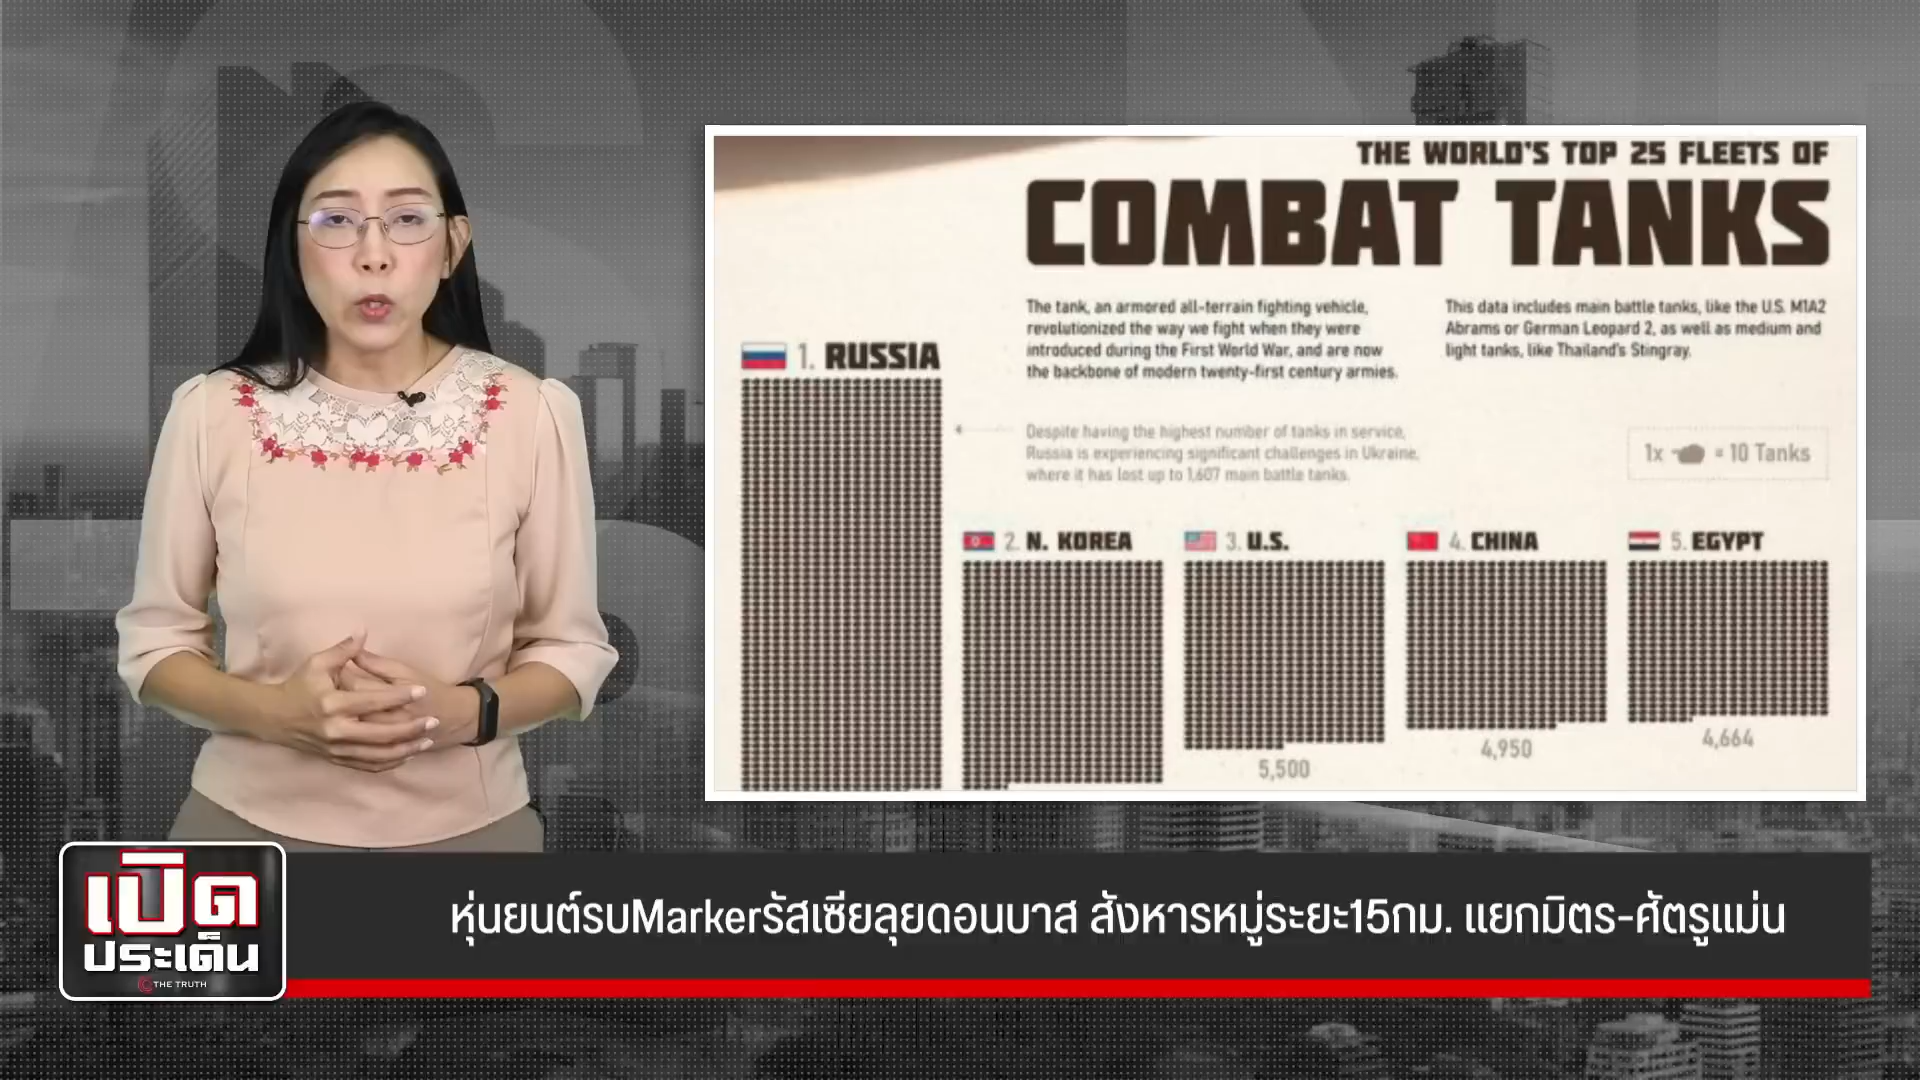 THE WORLD'S TOP 25 FLEETS OF
COMBAT TANKS
The tank, an armored all-terrain fighting vehicle,
revolutionized the way we fight when they were
introduced during the First World War, and are now
the backbone of modern twenty-first century armies.
This data includes main battle tanks, like the U.S. M1A2
Abrams or German Leopard 2, as well as medium and
light tanks, like Thailand's Stingray.
1. RUSSIA
Despite having the highest number of tanks in service,
Russia is experiencing significant challenges in Ukraine,
where it has lost up to 1,607 main battle tanks.
1x = 10 Tanks
2. N. KOREA
3. U.S.
4. CHINA
5. EGYPT
5,500
4,950
4,664
หุ่นยนต์รบMarkerรัสเซียลุยดอนบาส สังหารหมู่ระยะ15กม. แยกมิตร-ศัตรูแม่น
เปิด
ประเด็น
THE TRUTH